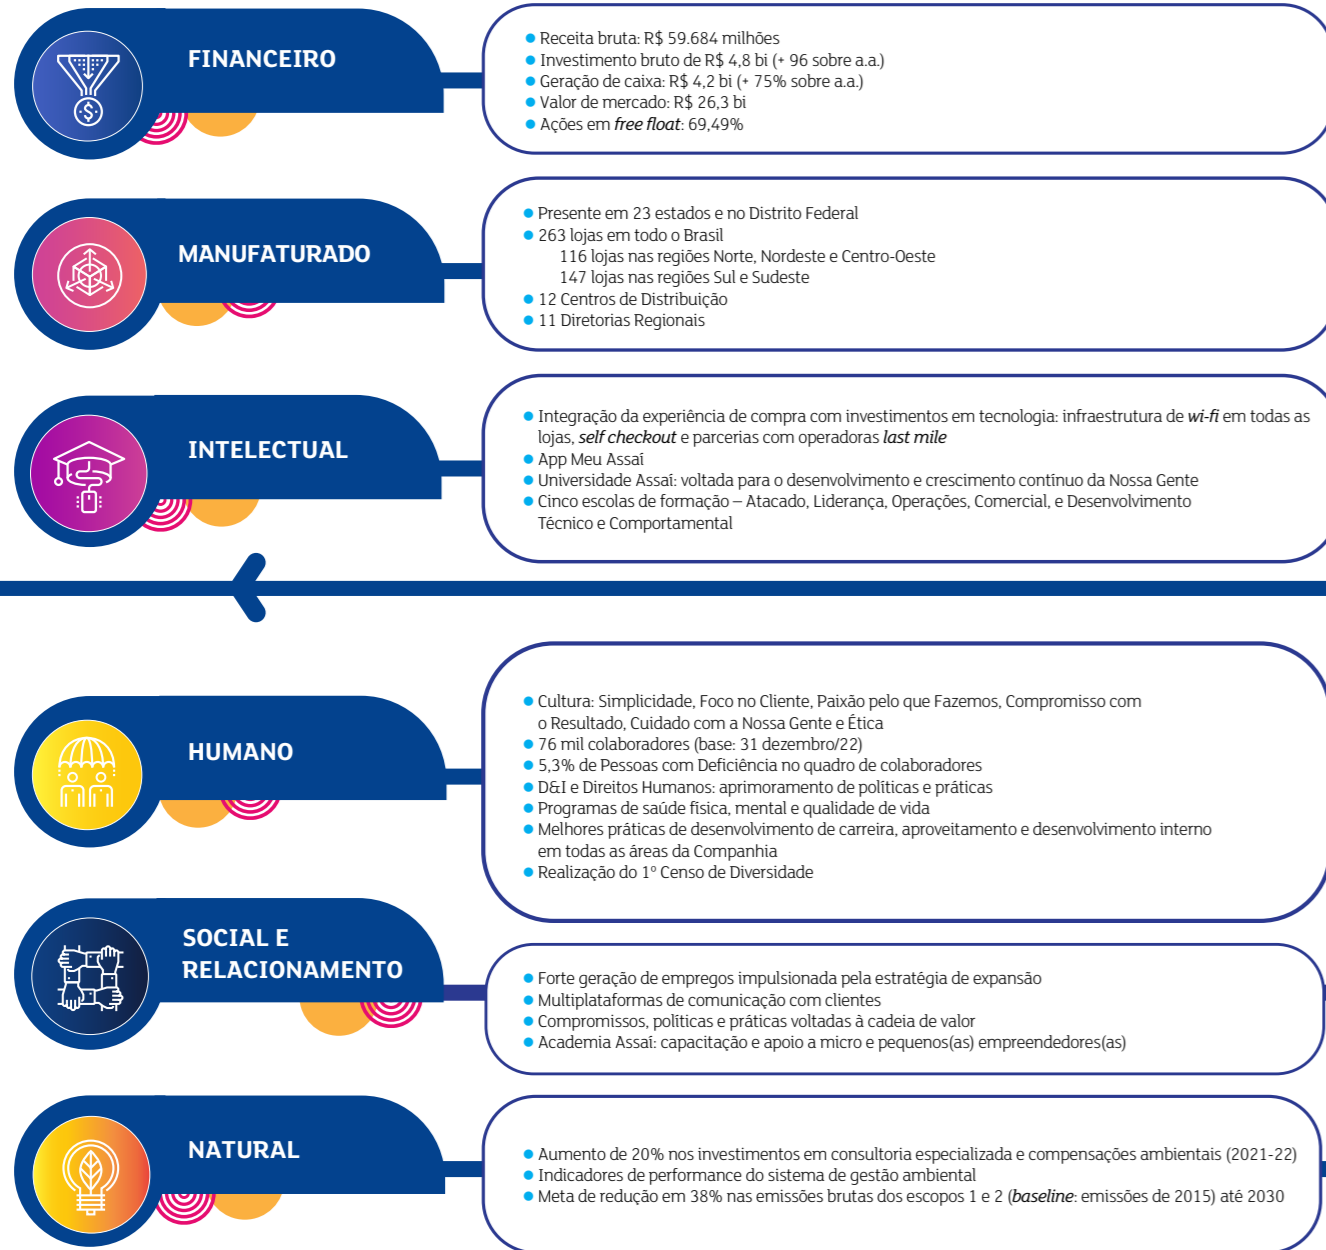 FINANCEIRO
● Receita bruta: R$ 59.684 milhões
● Investimento bruto de R$ 4,8 bi (+ 96 sobre a.a.)
● Geração de caixa: R$ 4,2 bi (+ 75% sobre a.a.)
● Valor de mercado: R$ 26,3 bi
● Ações em free float: 69,49%
MANUFATURADO
● Presente em 23 estados e no Distrito Federal
● 263 lojas em todo o Brasil
116 lojas nas regiões Norte, Nordeste e Centro-Oeste
147 lojas nas regiões Sul e Sudeste
● 12 Centros de Distribuição
● 11 Diretorias Regionais
INTELECTUAL
● Integração da experiência de compra com investimentos em tecnologia: infraestrutura de wi-fi em todas as
lojas, self checkout e parcerias com operadoras last mile
● App Meu Assaí
● Universidade Assaí: voltada para o desenvolvimento e crescimento contínuo da Nossa Gente
● Cinco escolas de formação – Atacado, Liderança, Operações, Comercial, e Desenvolvimento
Técnico e Comportamental
HUMANO
● Cultura: Simplicidade, Foco no Cliente, Paixão pelo que Fazemos, Compromisso com
o Resultado, Cuidado com a Nossa Gente e Ética
● 76 mil colaboradores (base: 31 dezembro/22)
● 5,3% de Pessoas com Deficiência no quadro de colaboradores
● D&I e Direitos Humanos: aprimoramento de políticas e práticas
● Programas de saúde física, mental e qualidade de vida
● Melhores práticas de desenvolvimento de carreira, aproveitamento e desenvolvimento interno
em todas as áreas da Companhia
● Realização do 1º Censo de Diversidade
SOCIAL E
RELACIONAMENTO
● Forte geração de empregos impulsionada pela estratégia de expansão
● Multiplataformas de comunicação com clientes
● Compromissos, políticas e práticas voltadas à cadeia de valor
● Academia Assaí: capacitação e apoio a micro e pequenos(as) empreendedores(as)
NATURAL
● Aumento de 20% nos investimentos em consultoria especializada e compensações ambientais (2021-22)
● Indicadores de performance do sistema de gestão ambiental
● Meta de redução em 38% nas emissões brutas dos escopos 1 e 2 (baseline: emissões de 2015) até 2030